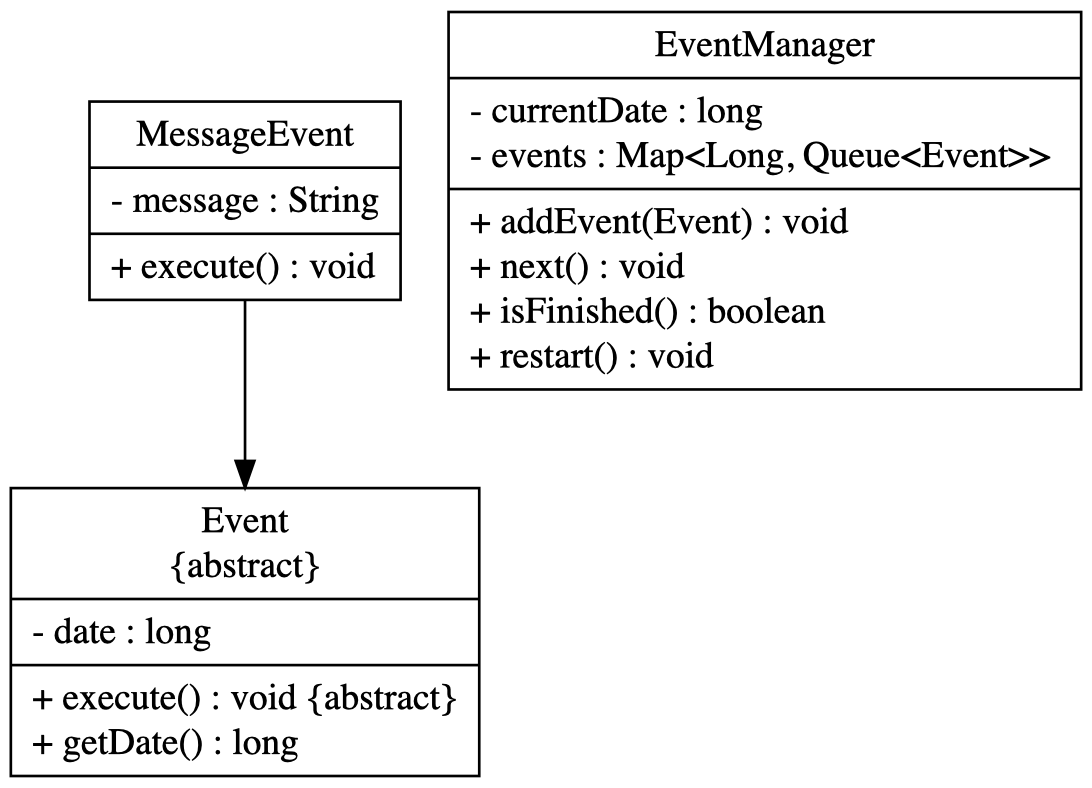 MessageEvent
- message : String
+ execute() : void
EventManager
- currentDate : long
- events : Map<Long, Queue<Event>>
+ addEvent(Event) : void
+ next() : void
+ isFinished() : boolean
+ restart() : void
Event
{abstract}
- date : long
+ execute() : void {abstract}
+ getDate() : long